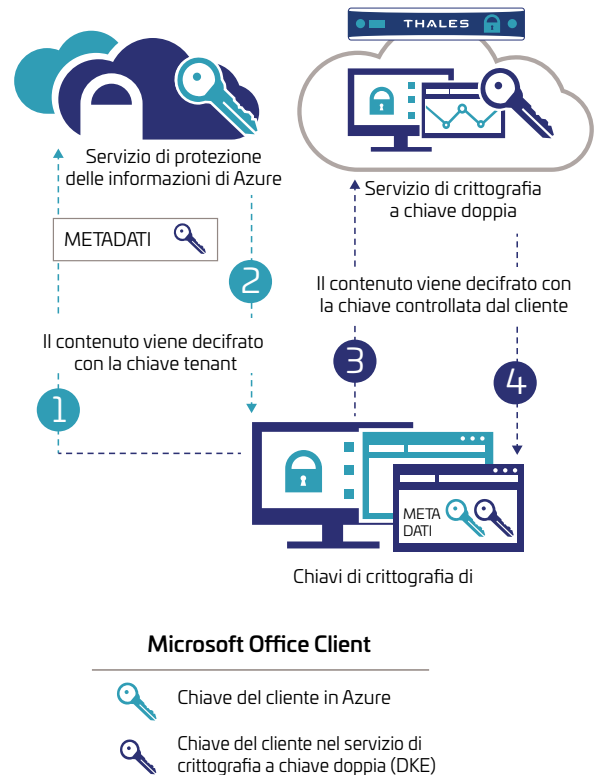 THALES
Servizio di protezione
delle informazioni di Azure
Servizio di crittografia
a chiave doppia
METADATI
2
Il contenuto viene decifrato con
la chiave controllata dal cliente
Il contenuto viene decifrato
con la chiave tenant
3
4
1
META
DATI
Chiavi di crittografia di
Microsoft Office Client
Chiave del cliente in Azure
Chiave del cliente nel servizio di
crittografia a chiave doppia (DKE)